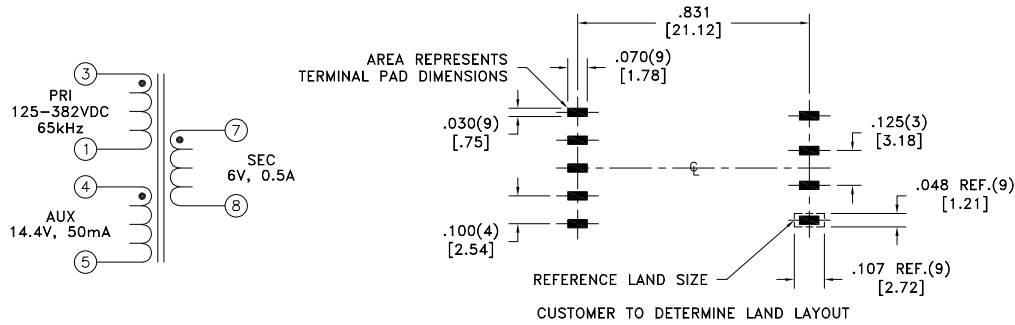 3
PRI
125-382VDC
65kHz
1
4
AUX
14.4V, 50mA
5
7
SEC
6V, 0.5A
8
.831
[21.12]
AREA REPRESENTS
TERMINAL PAD DIMENSIONS
.070(9)
[1.78]
.030(9)
[.75]
.125(3)
[3.18]
℄
.048 REF.(9)
[1.21]
.100(4)
[2.54]
REFERENCE LAND SIZE
.107 REF.(9)
[2.72]
CUSTOMER TO DETERMINE LAND LAYOUT